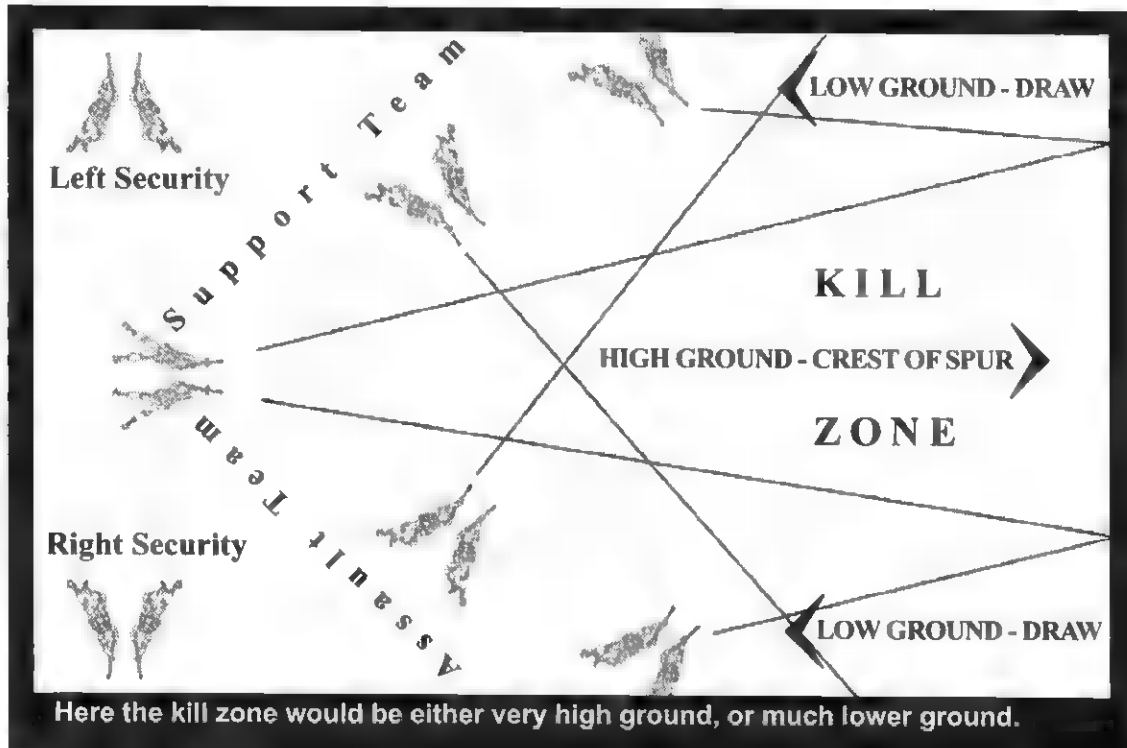 Support Team
LOW GROUND - DRAW
Left Security
KILL
HIGH GROUND - CREST OF SPUR
ZONE
Assault Team
Right Security
LOW GROUND - DRAW
Here the kill zone would be either very high ground, or much lower ground.